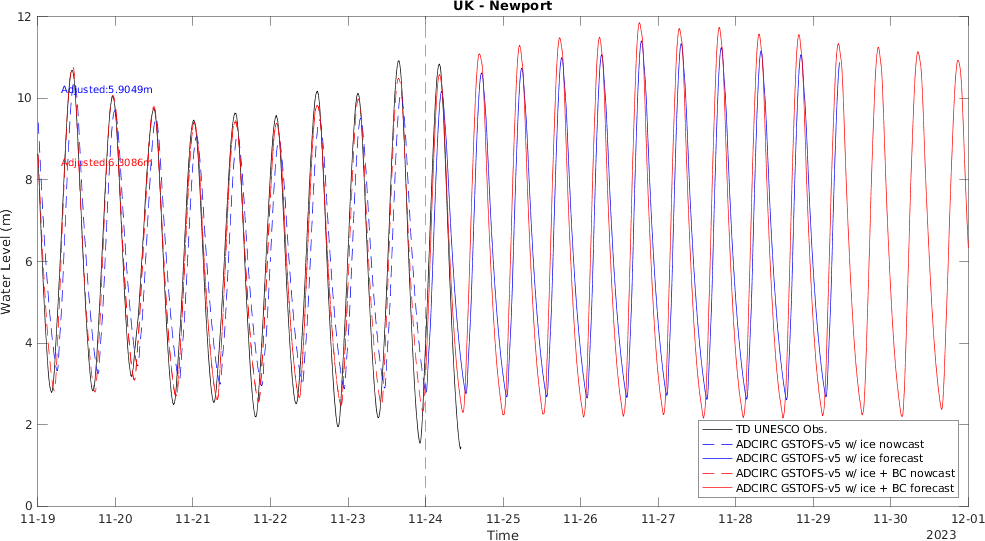 UK - Newport
12
10
8
6
4
2
0
Water Level (m)
Adjusted:5.9049m
Adjusted:6.3086m
TD UNESCO Obs.
ADCIRC GSTOFS-v5 w/ ice nowcast
ADCIRC GSTOFS-v5 w/ ice forecast
ADCIRC GSTOFS-v5 w/ ice + BC nowcast
ADCIRC GSTOFS-v5 w/ ice + BC forecast
11-19 11-20 11-21 11-22 11-23 11-24 11-25 11-26 11-27 11-28 11-29 11-30 12-01
Time
2023